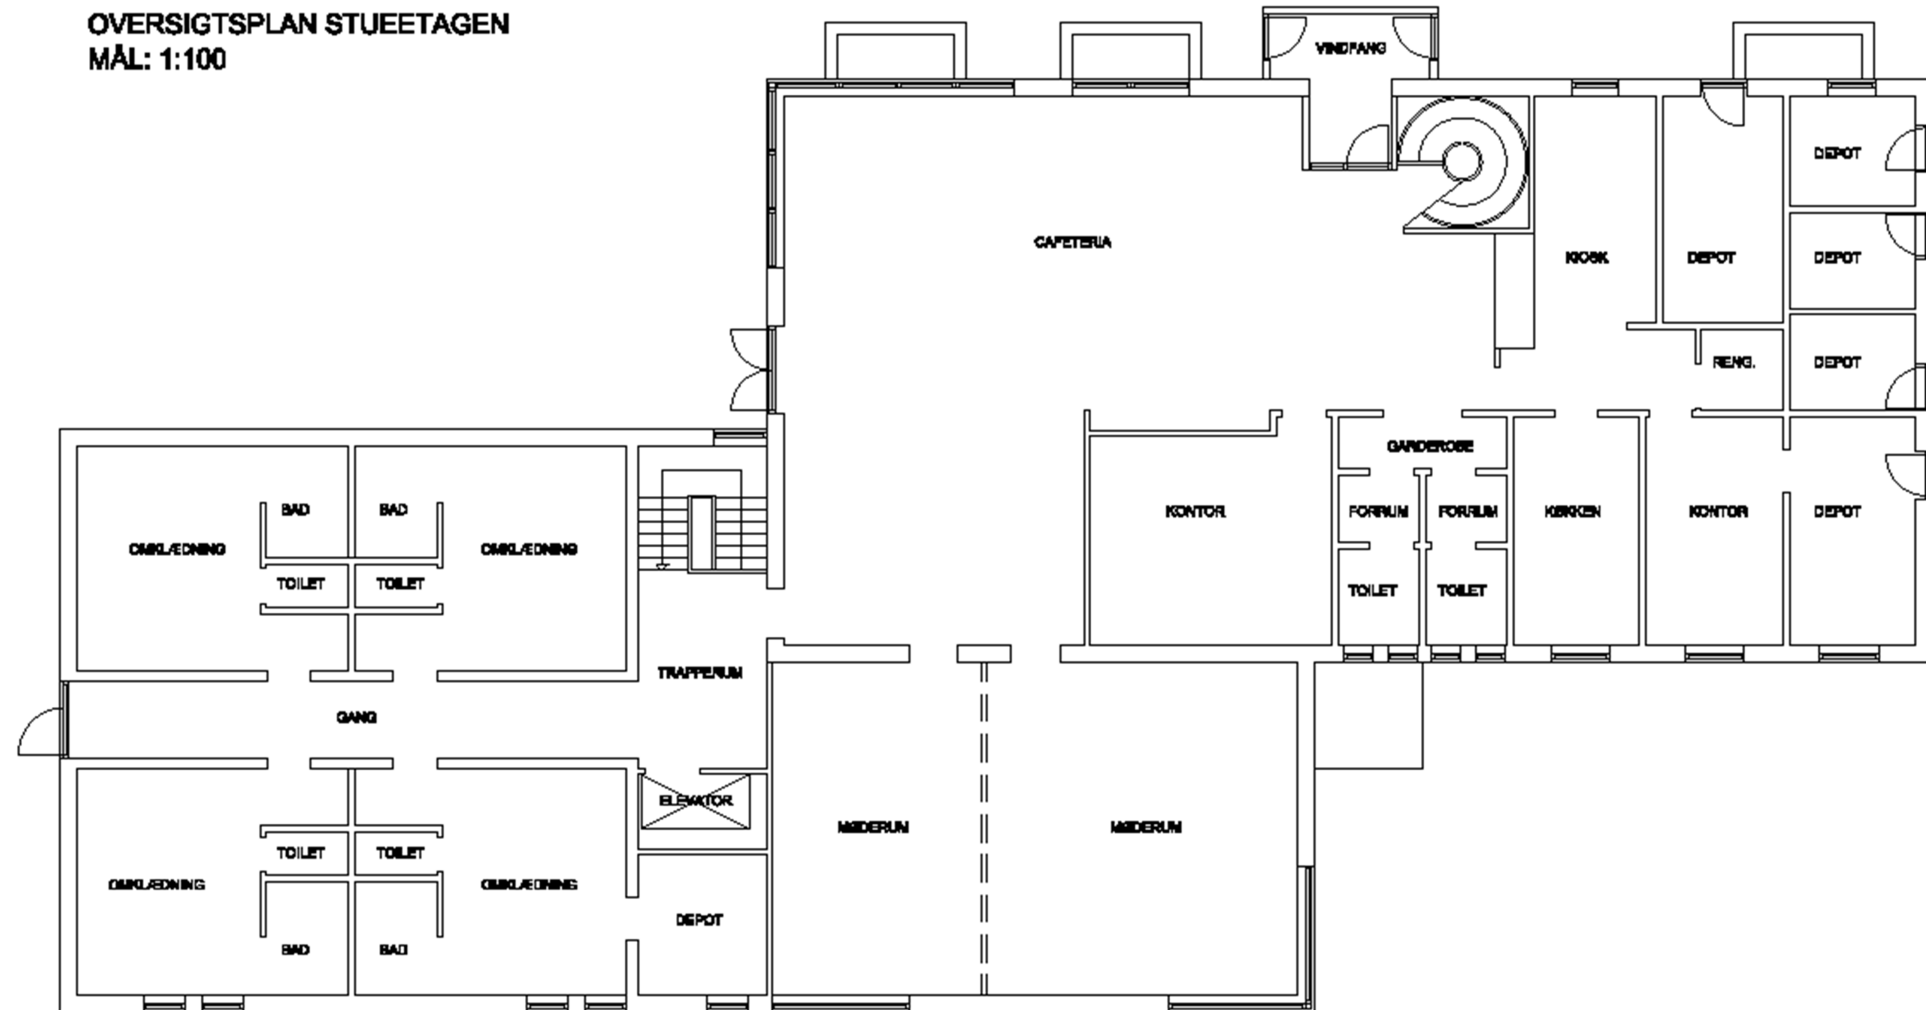 OVERSIGTSPLAN STUEETAGEN
MÅL: 1:100
VINDFANG
DEPOT
CAFETERIA
KIOSK
DEPOT
DEPOT
RENG.
DEPOT
GARDEROBE
BAD
BAD
KONTOR
FORRUM
FORRUM
KØKKEN
KONTOR
DEPOT
OMKLÆDNING
OMKLÆDNING
TOILET
TOILET
TOILET
TOILET
TRAPPERUM
GANG
ELEVATOR
MØDERUM
MØDERUM
TOILET
TOILET
OMKLÆDNING
OMKLÆDNING
DEPOT
BAD
BAD